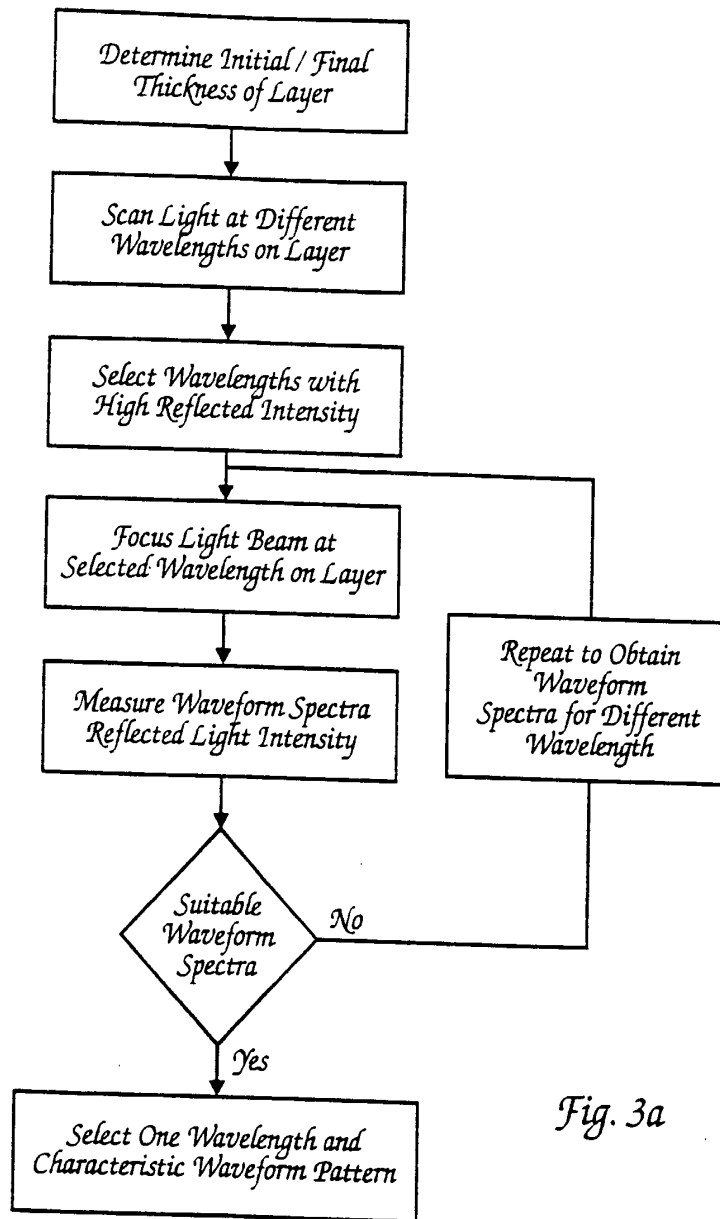 Determine Initial / Final
Thickness of Layer
Scan Light at Different
Wavelengths on Layer
Select Wavelengths with
High Reflected Intensity
Focus Light Beam at
Selected Wavelength on Layer
Measure Waveform Spectra
Reflected Light Intensity
Repeat to Obtain
Waveform
Spectra for Different
Wavelength
Suitable
Waveform
Spectra
No
Yes
Select One Wavelength and
Characteristic Waveform Pattern
Fig. 3a